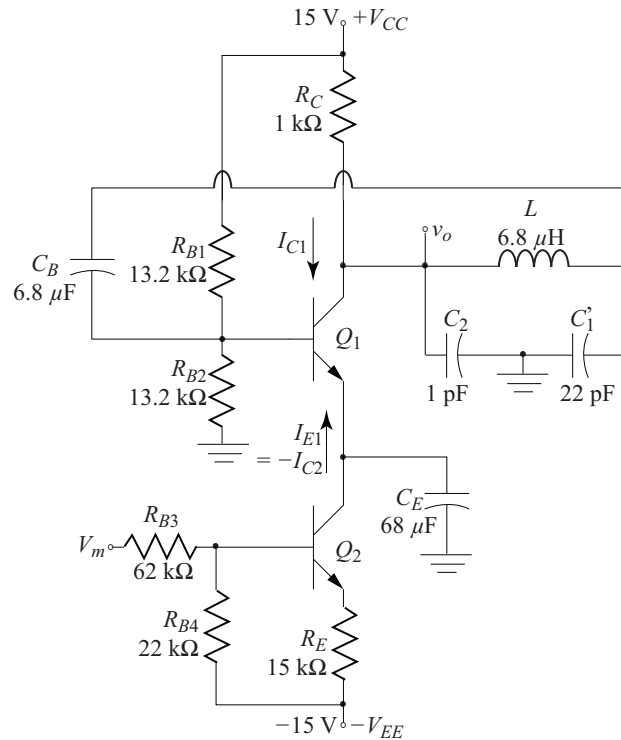 15 V +V_CC
R_C
1 kΩ
L
6.8 µH
v_o
I_C1
R_B1
13.2 kΩ
C_B
6.8 µF
C_2
1 pF
C'_1
22 pF
Q_1
R_B2
13.2 kΩ
I_E1
= −I_C2
C_E
68 µF
R_B3
V_m
62 kΩ
Q_2
R_B4
22 kΩ
R_E
15 kΩ
−15 V −V_EE